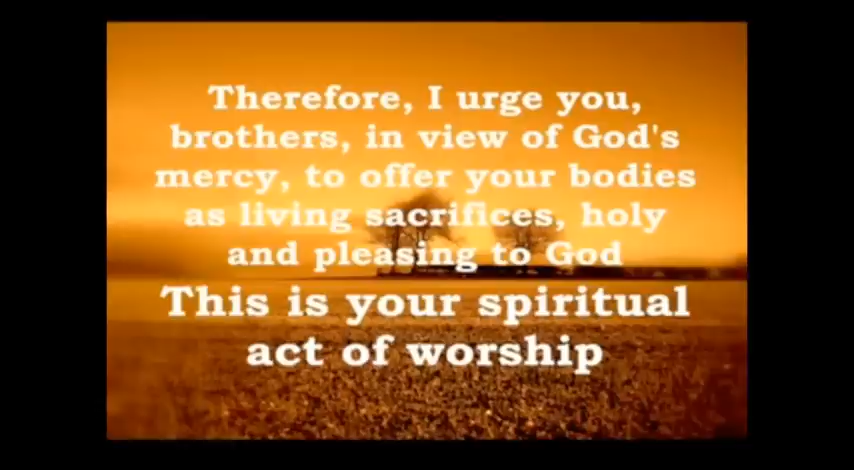 Therefore, I urge you,
brothers, in view of God's
mercy, to offer your bodies
as living sacrifices, holy
and pleasing to God
This is your spiritual
act of worship